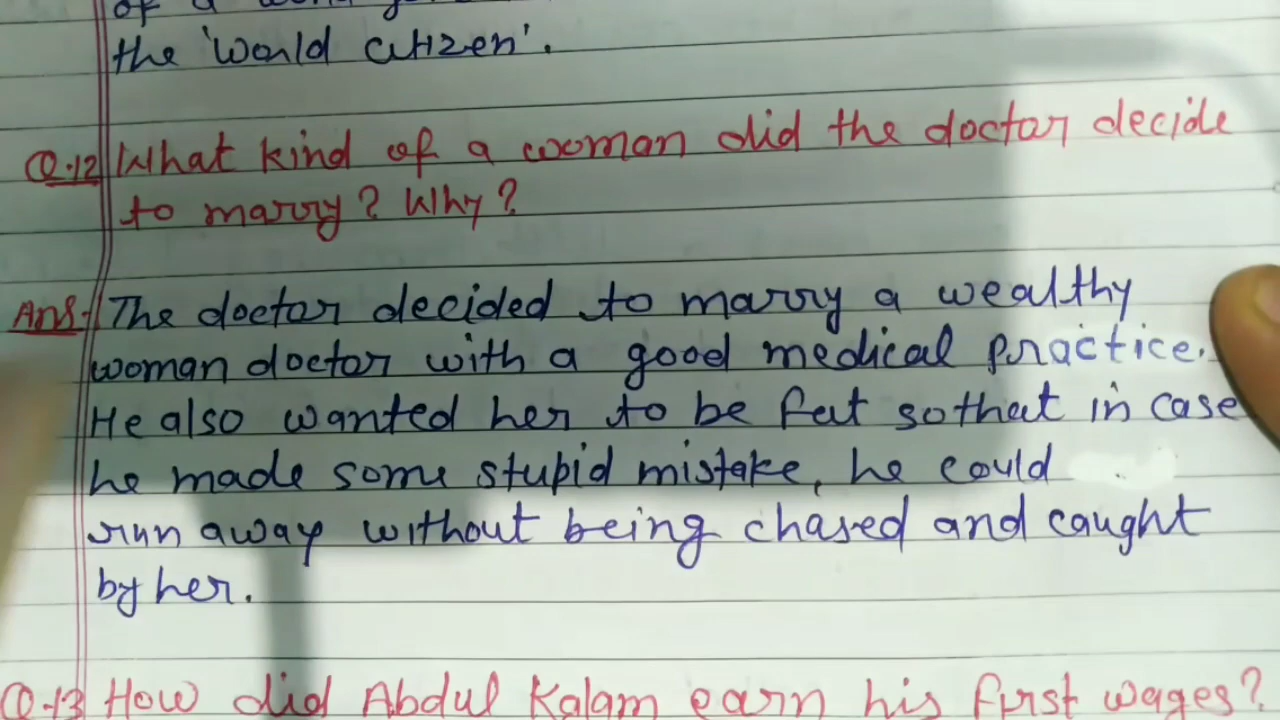 of a
the 'World citizen'.
Q.12 What kind of a woman did the doctor decide
to marry? Why?
Ans:- The doctor decided to marry a wealthy
woman doctor with a good medical practice.
He also wanted her to be fat so that in case
he made some stupid mistake, he could
run away without being chased and caught
by her.
Q.13 How did Abdul Kalam earn his first wages?